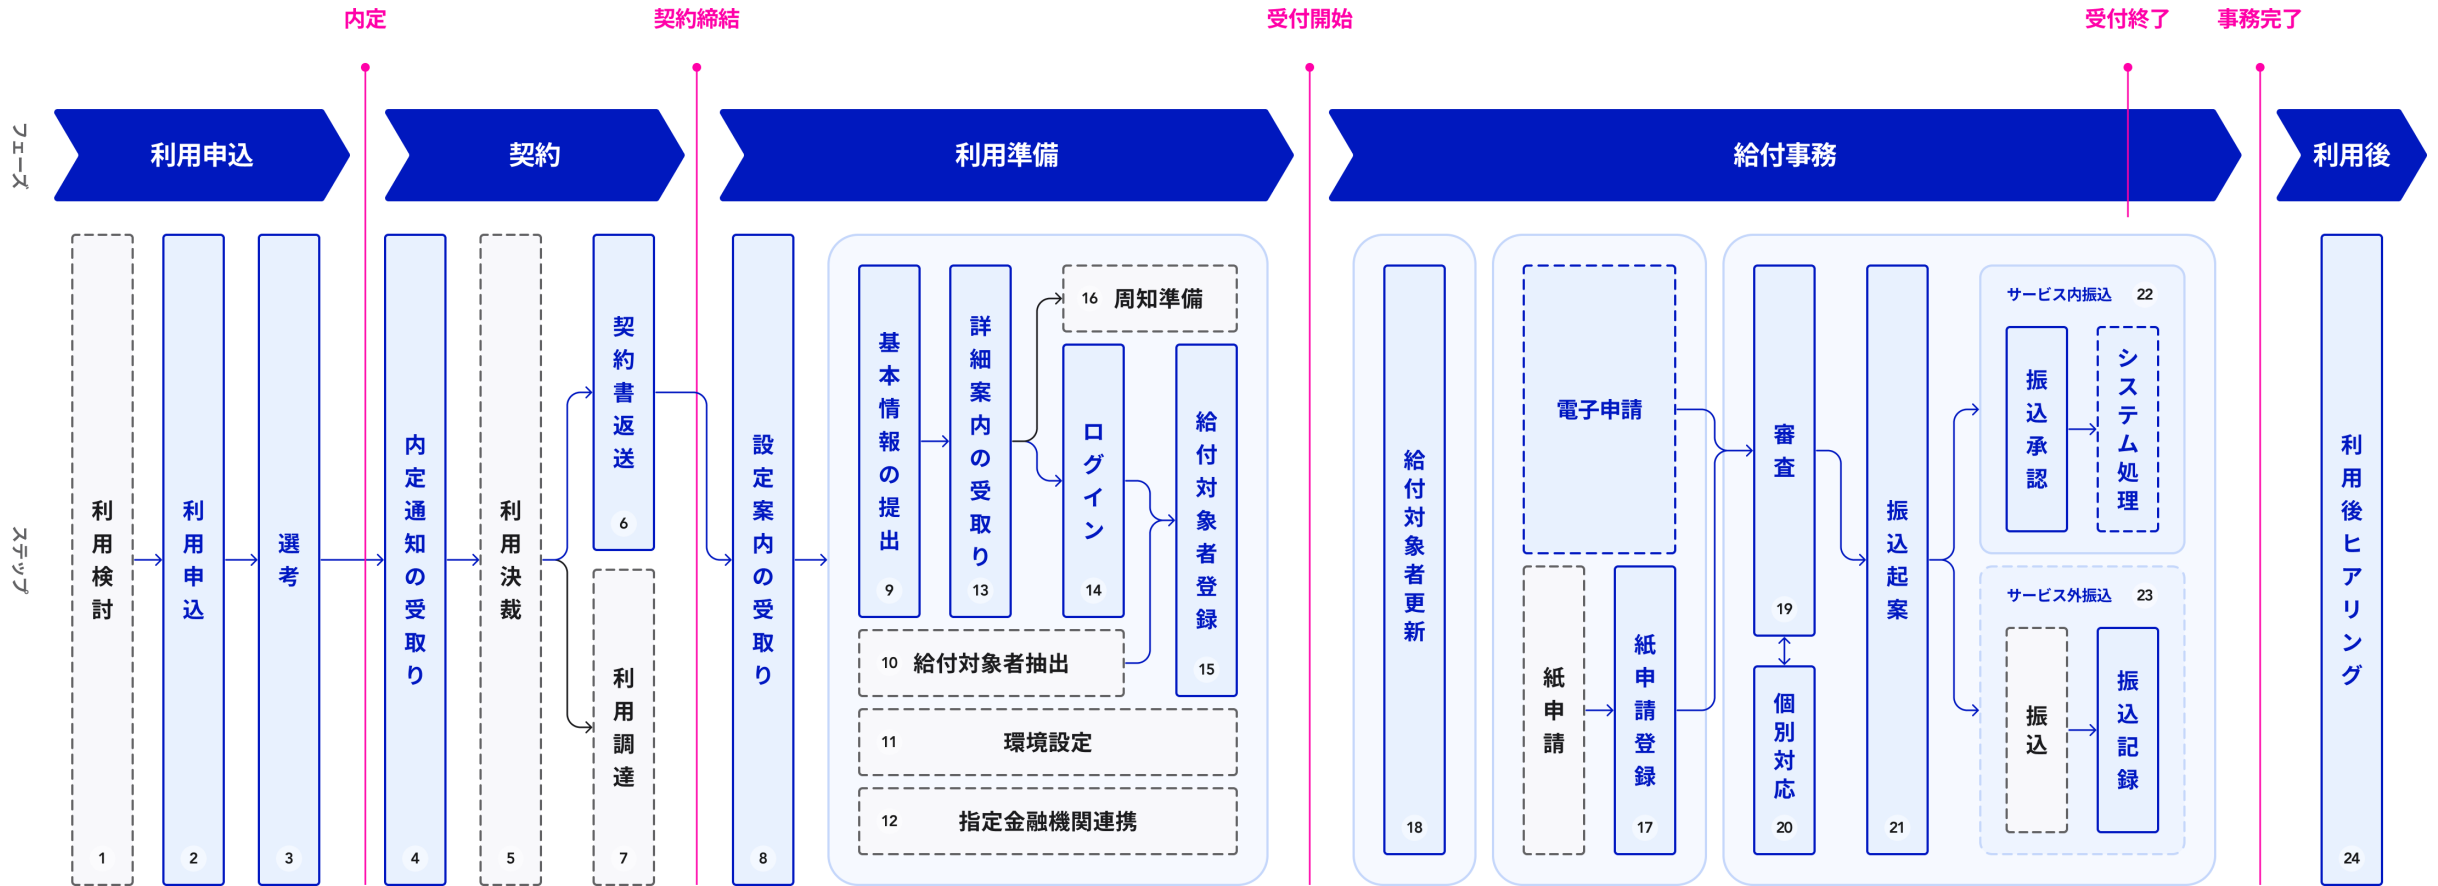 内定
契約締結
受付開始
受付終了
事務完了
フェーズ
利用申込
契約
利用準備
給付事務
利用後
ステップ
利用検討
1
利用申込
2
選考
3
内定通知の受取り
4
利用決裁
5
契約書返送
6
利用調達
7
設定案内の受取り
8
基本情報の提出
9
10 給付対象者抽出
11 環境設定
12 指定金融機関連携
詳細案内の受取り
13
ログイン
14
給付対象者登録
15
16 周知準備
給付対象者更新
18
電子申請
紙申請
紙申請登録
17
審査
19
個別対応
20
振込起案
21
サービス内振込 22
振込承認
システム処理
サービス外振込 23
振込
振込記録
利用後ヒアリング
24